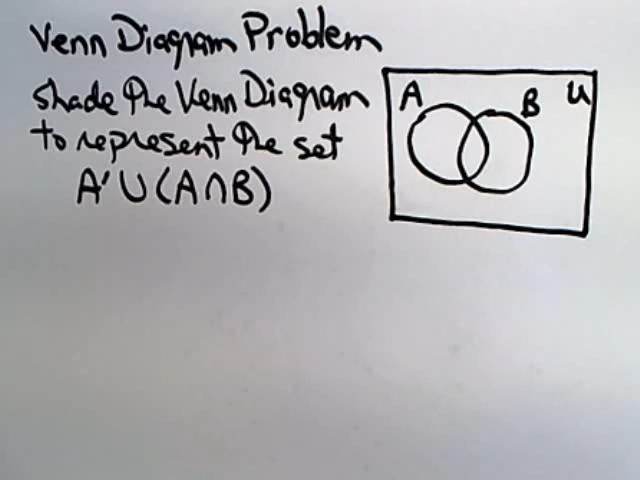 Venn Diagram Problem
shade the Venn Diagram
to represent the set
A' ∪ (A ∩ B)
A
B
U